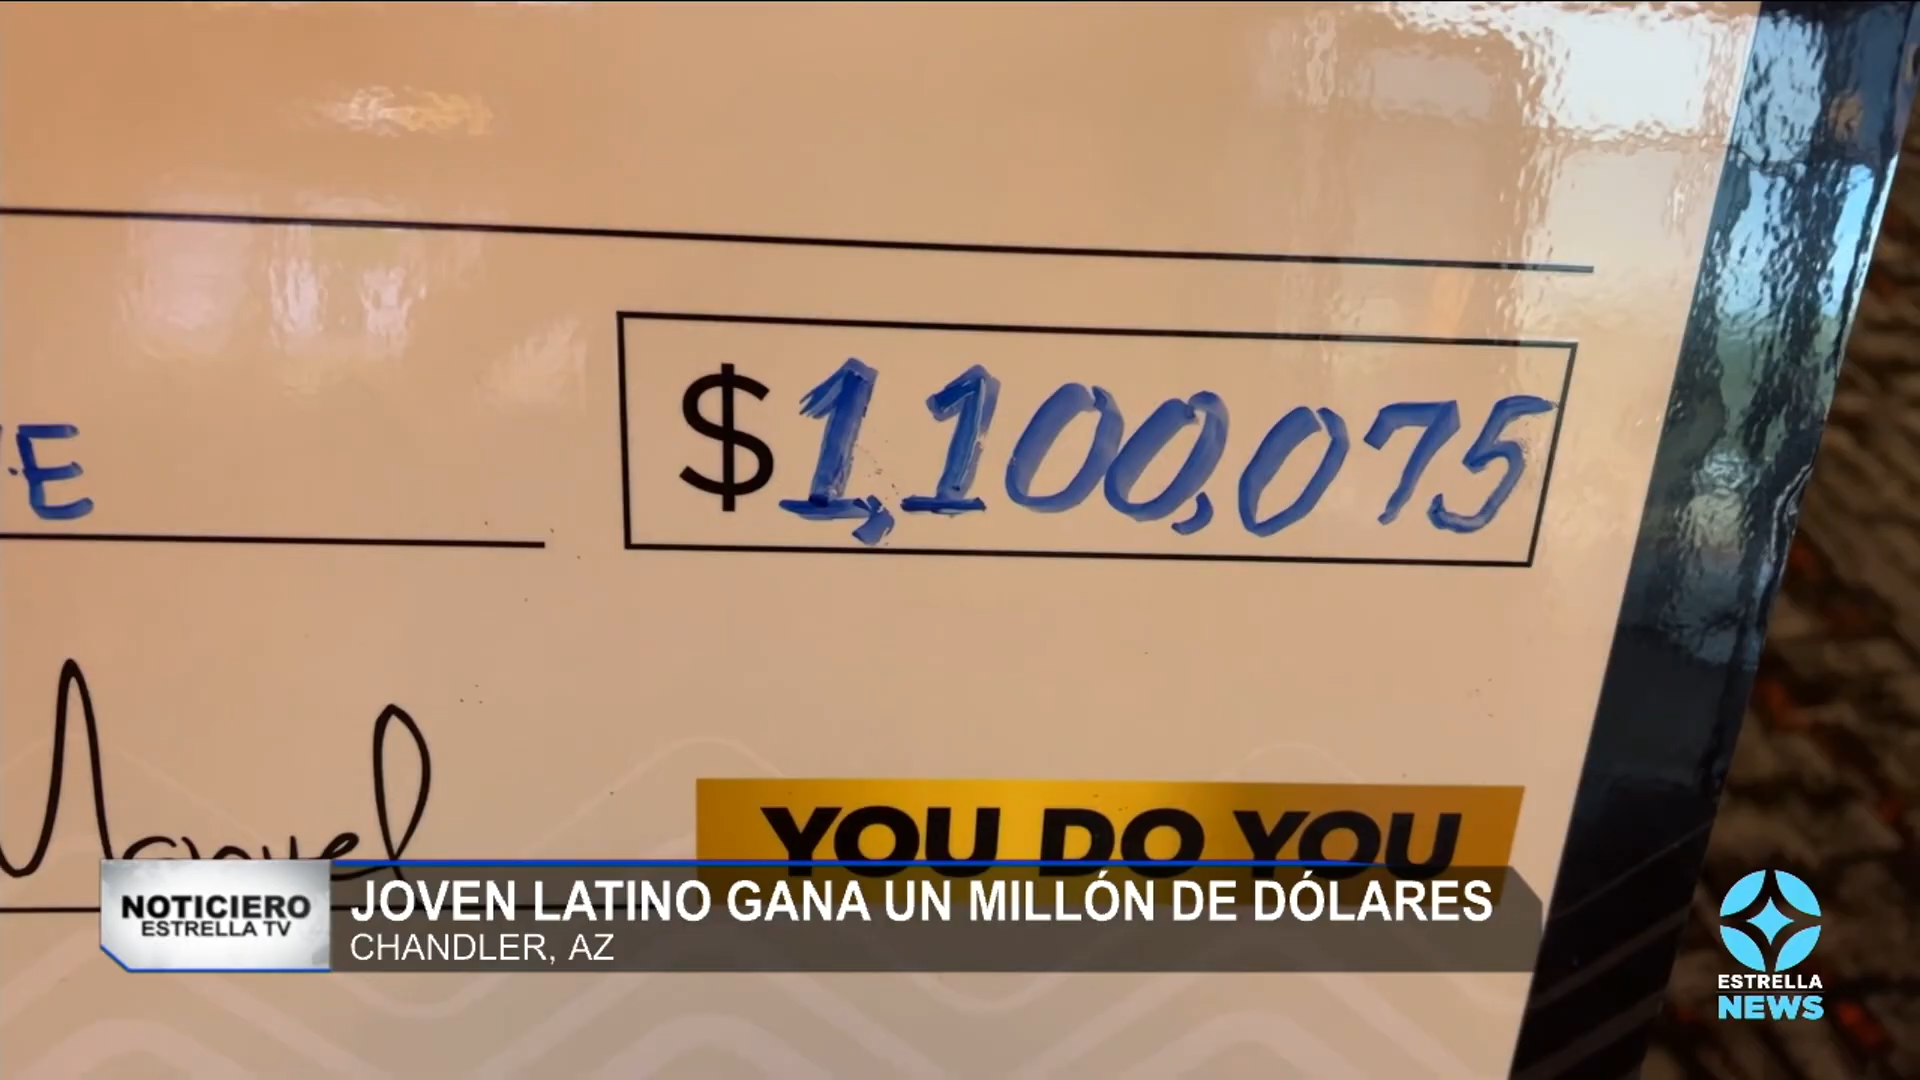 $1,100,075
E
Manuel
YOU DO YOU
NOTICIERO
ESTRELLA TV
JOVEN LATINO GANA UN MILLÓN DE DÓLARES
CHANDLER, AZ
ESTRELLA
NEWS